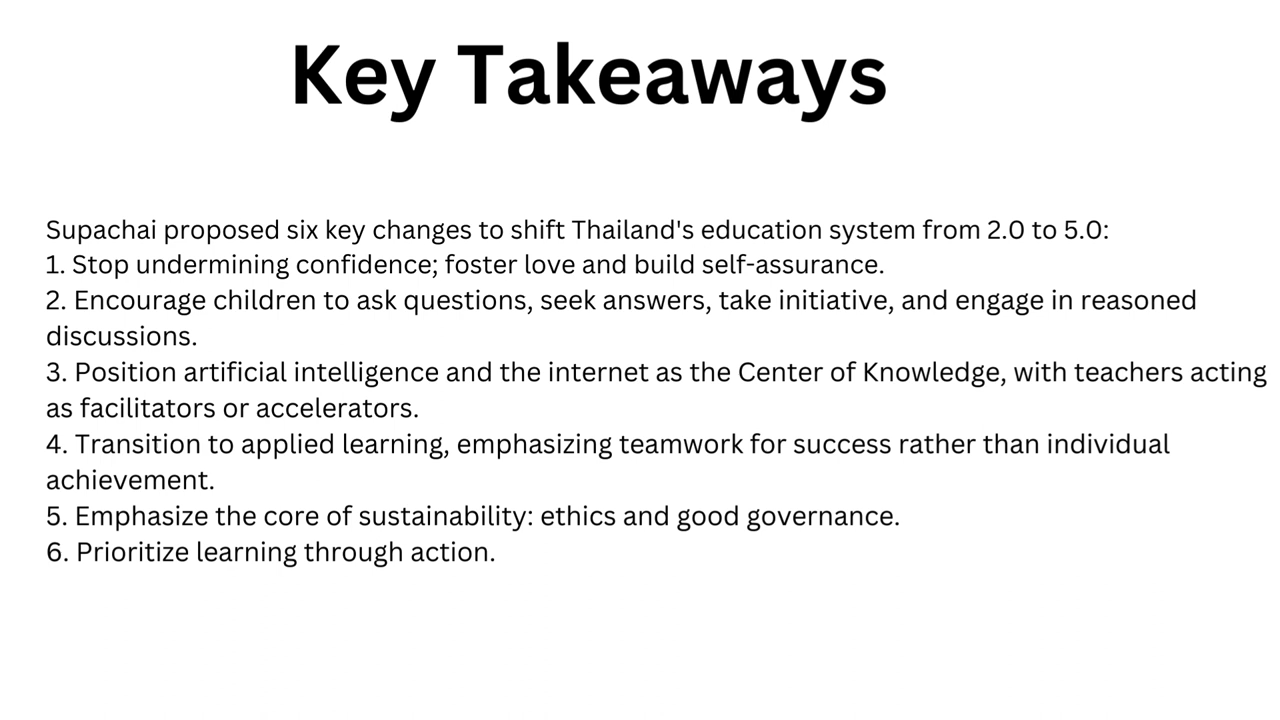 Key Takeaways
Supachai proposed six key changes to shift Thailand's education system from 2.0 to 5.0:
1. Stop undermining confidence; foster love and build self-assurance.
2. Encourage children to ask questions, seek answers, take initiative, and engage in reasoned
discussions.
3. Position artificial intelligence and the internet as the Center of Knowledge, with teachers acting
as facilitators or accelerators.
4. Transition to applied learning, emphasizing teamwork for success rather than individual
achievement.
5. Emphasize the core of sustainability: ethics and good governance.
6. Prioritize learning through action.